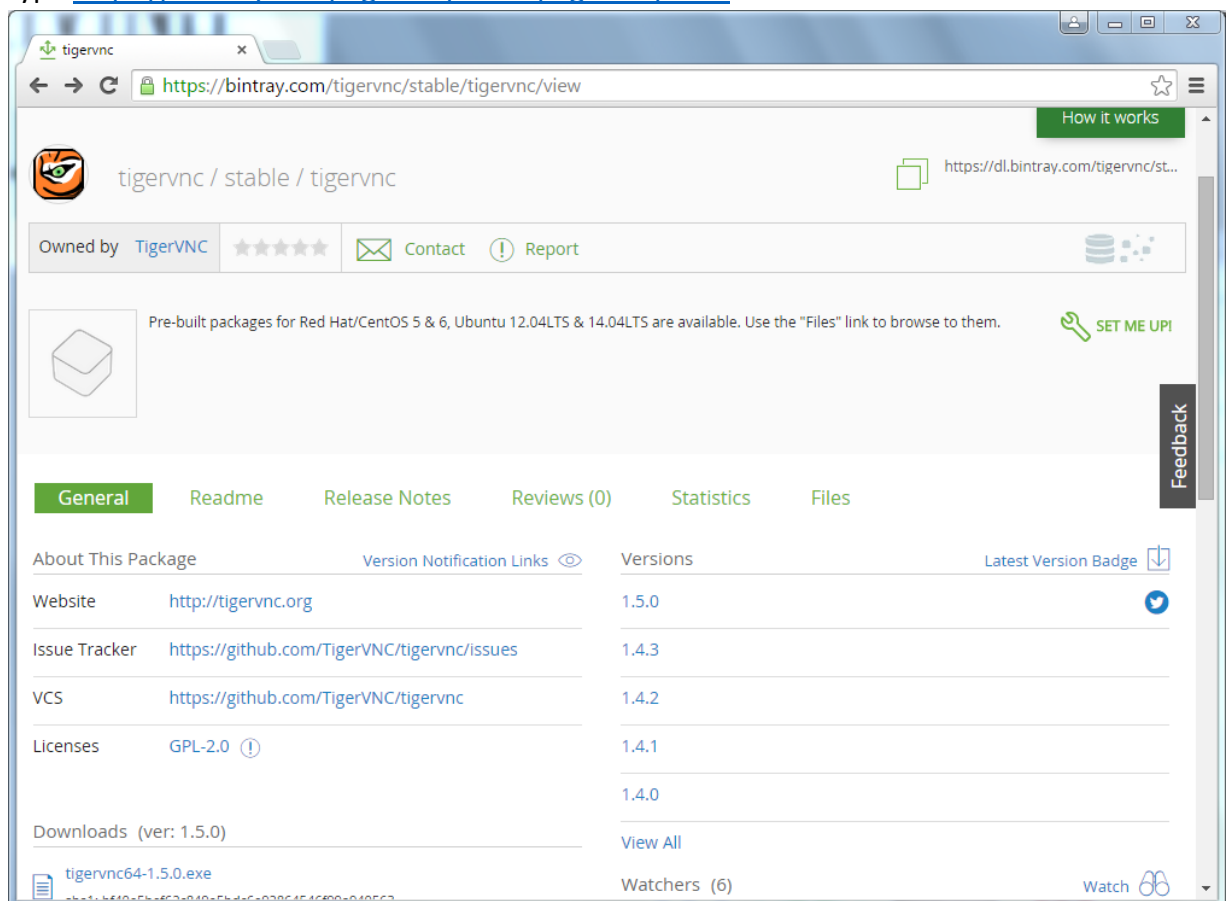 tigervnc
https://bintray.com/tigervnc/stable/tigervnc/view
How it works
tigervnc / stable / tigervnc
https://dl.bintray.com/tigervnc/st...
Owned by TigerVNC Contact Report
Pre-built packages for Red Hat/CentOS 5 & 6, Ubuntu 12.04LTS & 14.04LTS are available. Use the "Files" link to browse to them.
SET ME UP!
Feedback
General Readme Release Notes Reviews (0) Statistics Files
About This Package Version Notification Links
Website http://tigervnc.org
Issue Tracker https://github.com/TigerVNC/tigervnc/issues
VCS https://github.com/TigerVNC/tigervnc
Licenses GPL-2.0
Downloads (ver: 1.5.0)
tigervnc64-1.5.0.exe
Versions Latest Version Badge
1.5.0
1.4.3
1.4.2
1.4.1
1.4.0
View All
Watchers (6) Watch